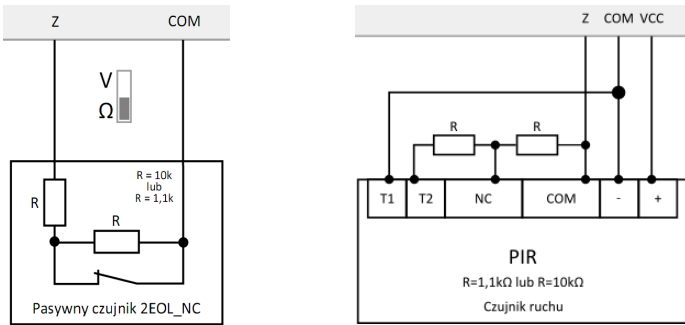 Z COM
V
Ω
R = 10k
lub
R = 1,1k
R
R
Pasywny czujnik 2EOL_NC
Z COM VCC
R R
T1 T2 NC COM - +
PIR
R=1,1kΩ lub R=10kΩ
Czujnik ruchu